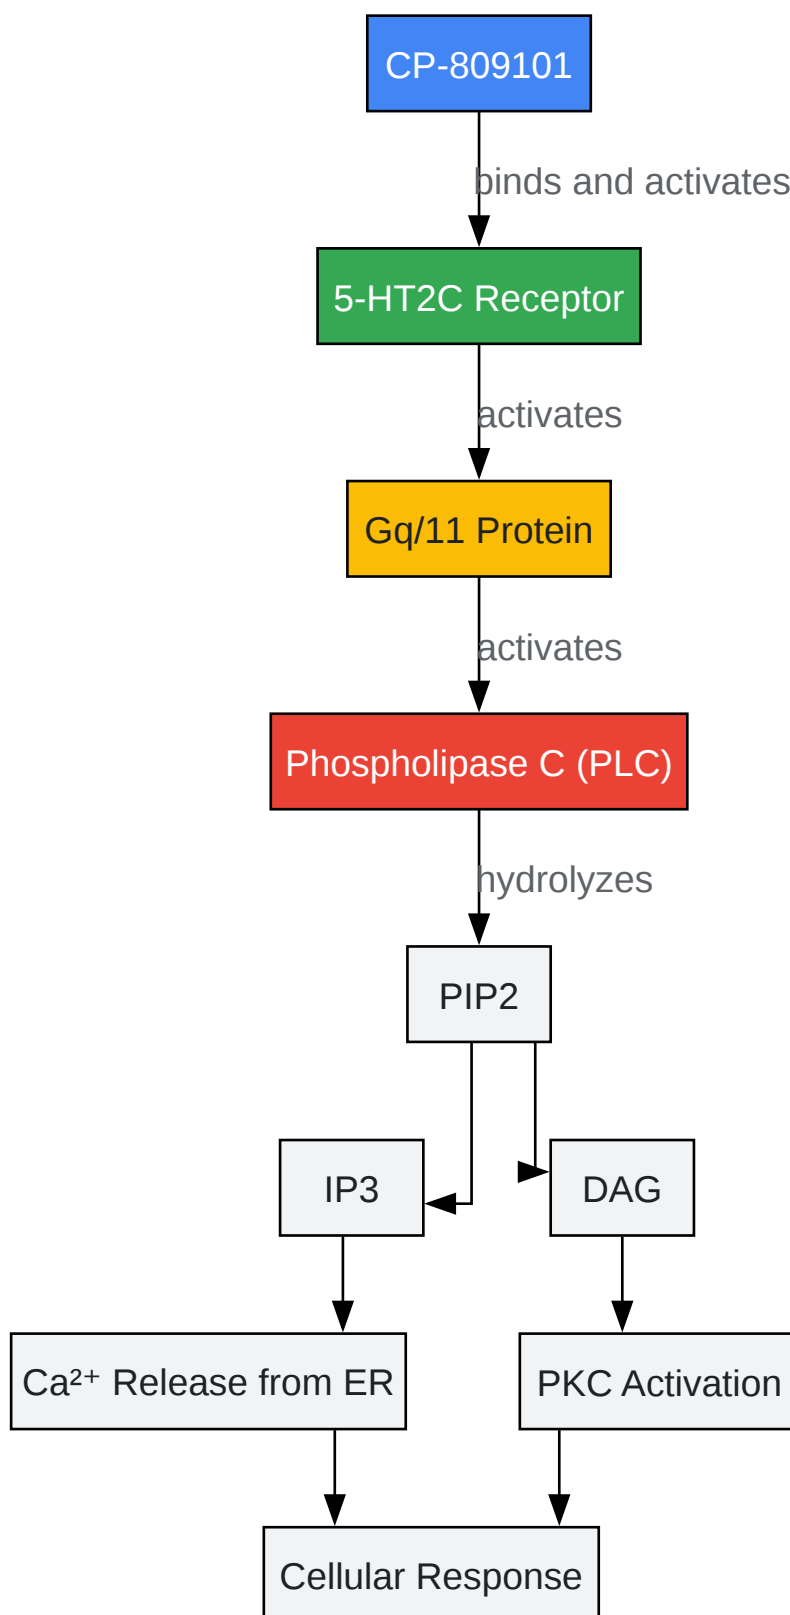 CP-809101
binds and activates
5-HT2C Receptor
activates
Gq/11 Protein
activates
Phospholipase C (PLC)
hydrolyzes
PIP2
IP3
DAG
Ca²⁺ Release from ER
PKC Activation
Cellular Response